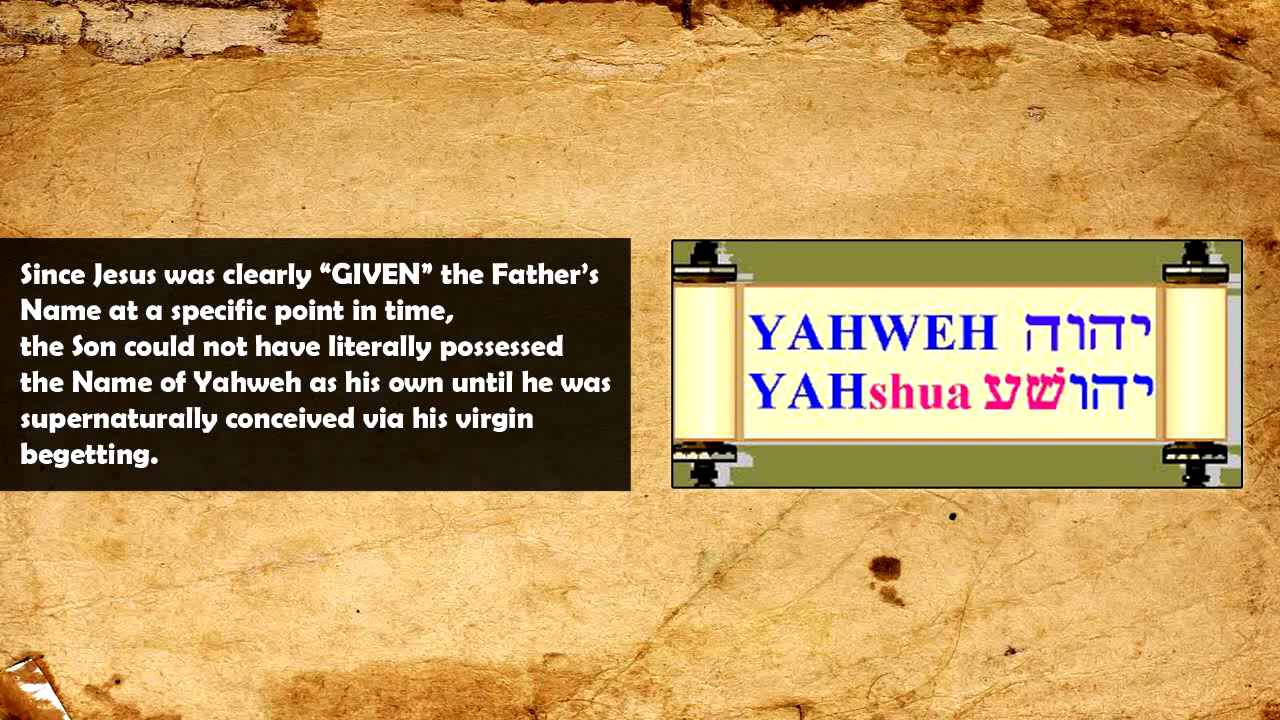 Since Jesus was clearly “GIVEN” the Father’s
Name at a specific point in time,
the Son could not have literally possessed
the Name of Yahweh as his own until he was
supernaturally conceived via his virgin
begetting.
YAHWEH יהוה
YAHshua יהושׁע